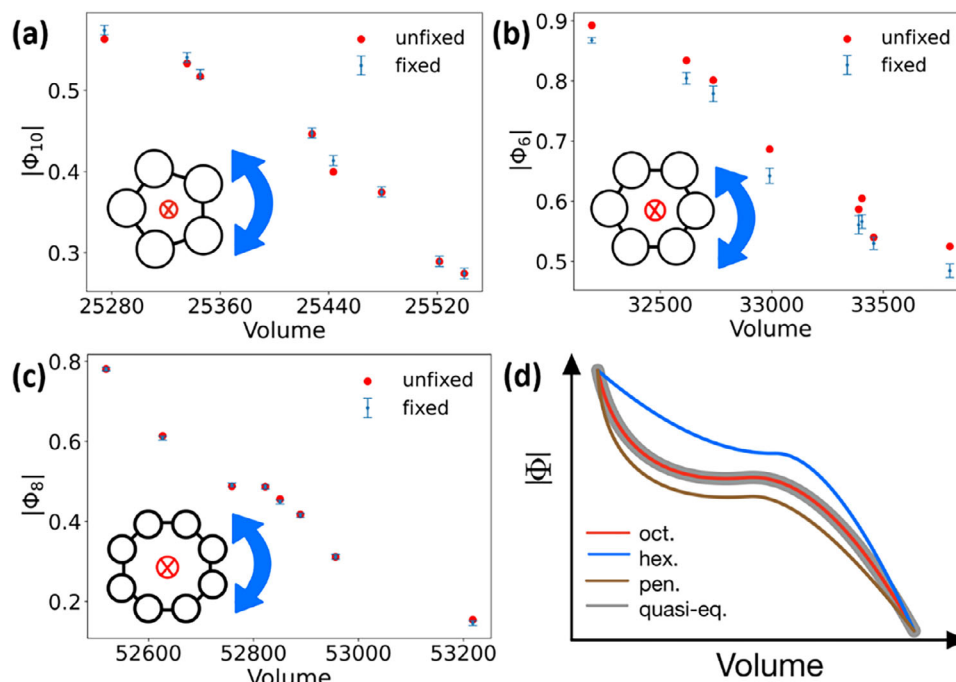 (a)
unfixed
fixed
0.5
0.4
0.3
|Φ10|
25280 25360 25440 25520
Volume
(b)
unfixed
fixed
0.9
0.8
0.7
0.6
0.5
|Φ6|
32500 33000 33500
Volume
(c)
unfixed
fixed
0.8
0.6
0.4
0.2
|Φ8|
52600 52800 53000 53200
Volume
(d)
|Φ|
oct.
hex.
pen.
quasi-eq.
Volume